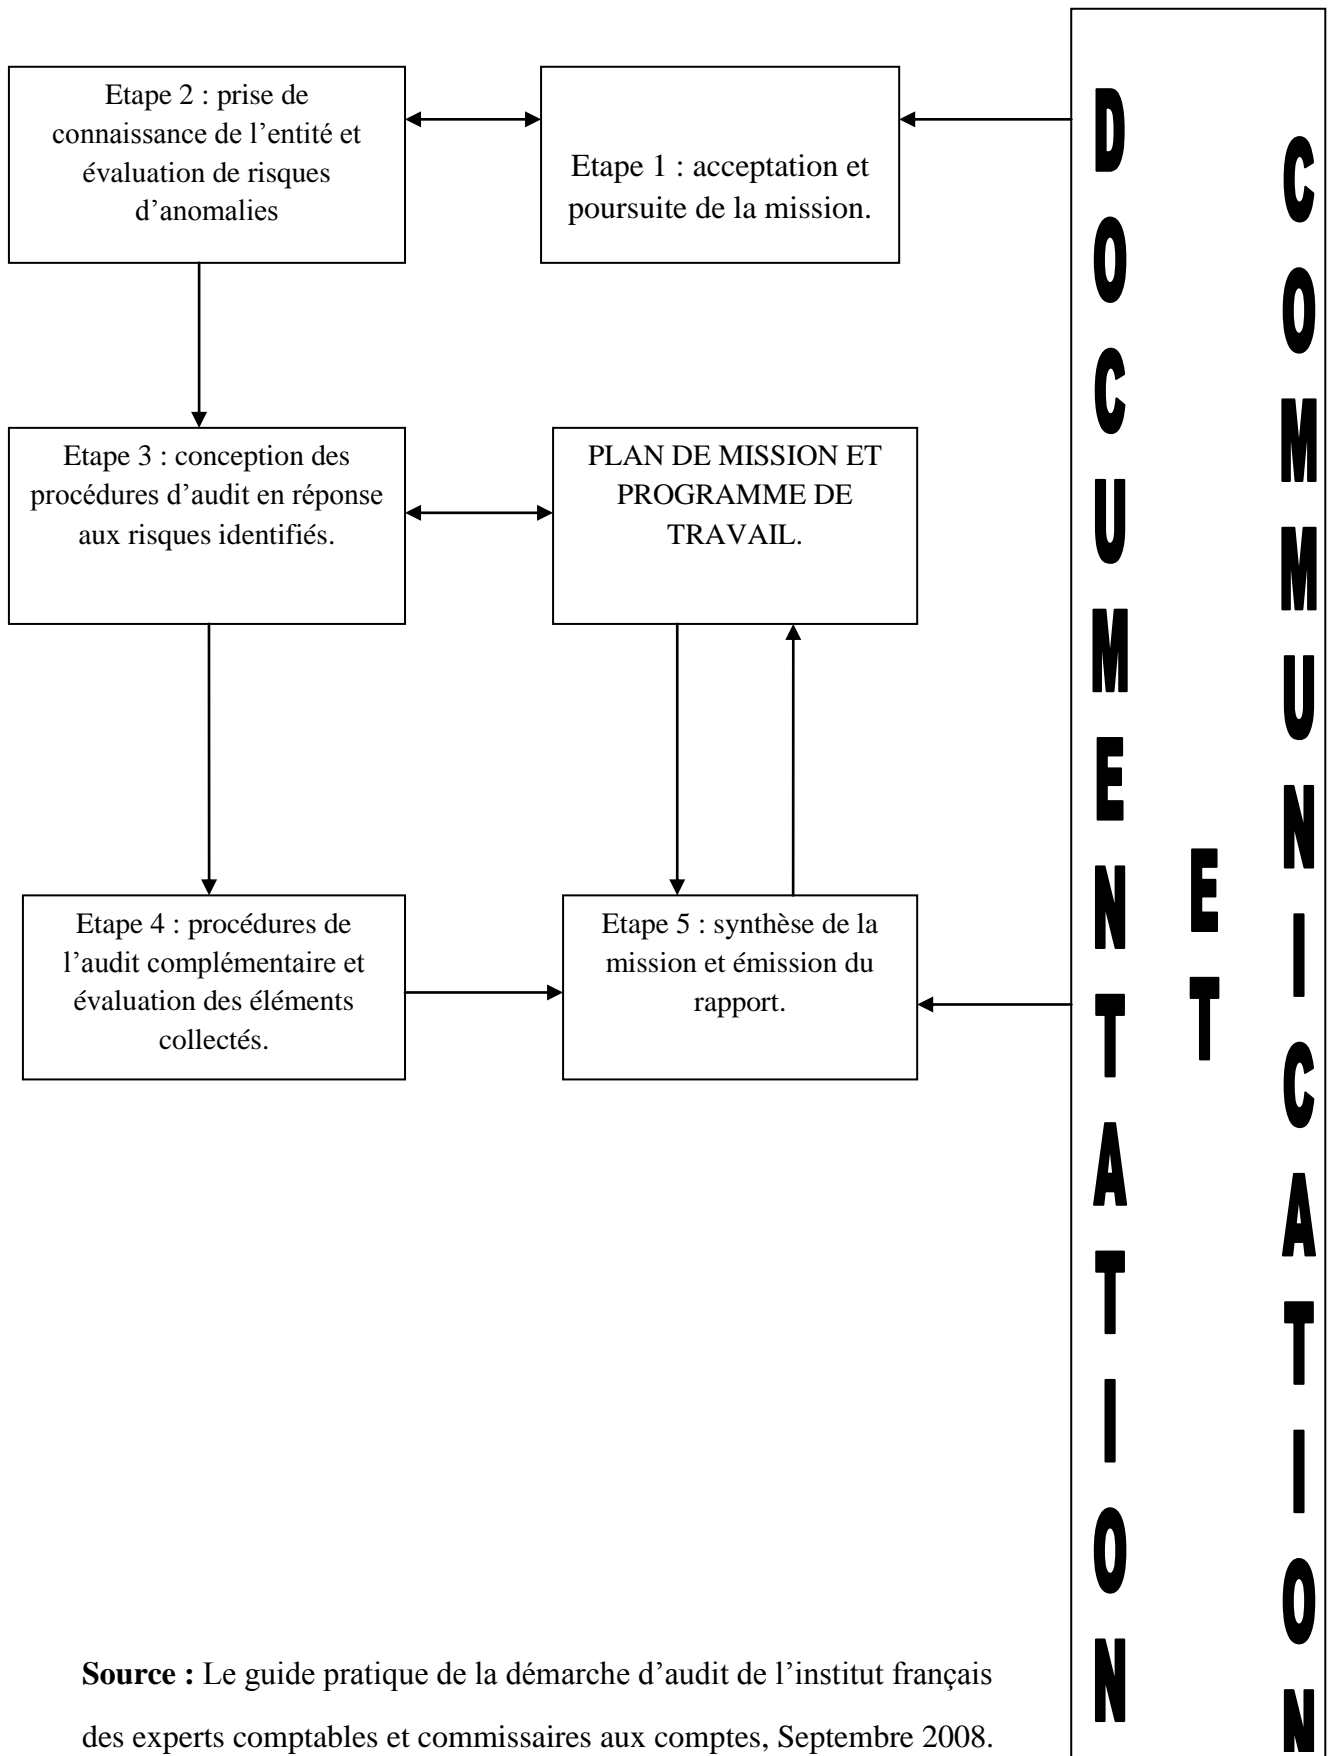 Etape 2 : prise de
connaissance de l’entité et
évaluation de risques
d’anomalies
Etape 1 : acceptation et
poursuite de la mission.
Etape 3 : conception des
procédures d’audit en réponse
aux risques identifiés.
PLAN DE MISSION ET
PROGRAMME DE
TRAVAIL.
Etape 4 : procédures de
l’audit complémentaire et
évaluation des éléments
collectés.
Etape 5 : synthèse de la
mission et émission du
rapport.
DOCUMENTATION
ET
COMMUNICATION
Source : Le guide pratique de la démarche d’audit de l’institut français
des experts comptables et commissaires aux comptes, Septembre 2008.